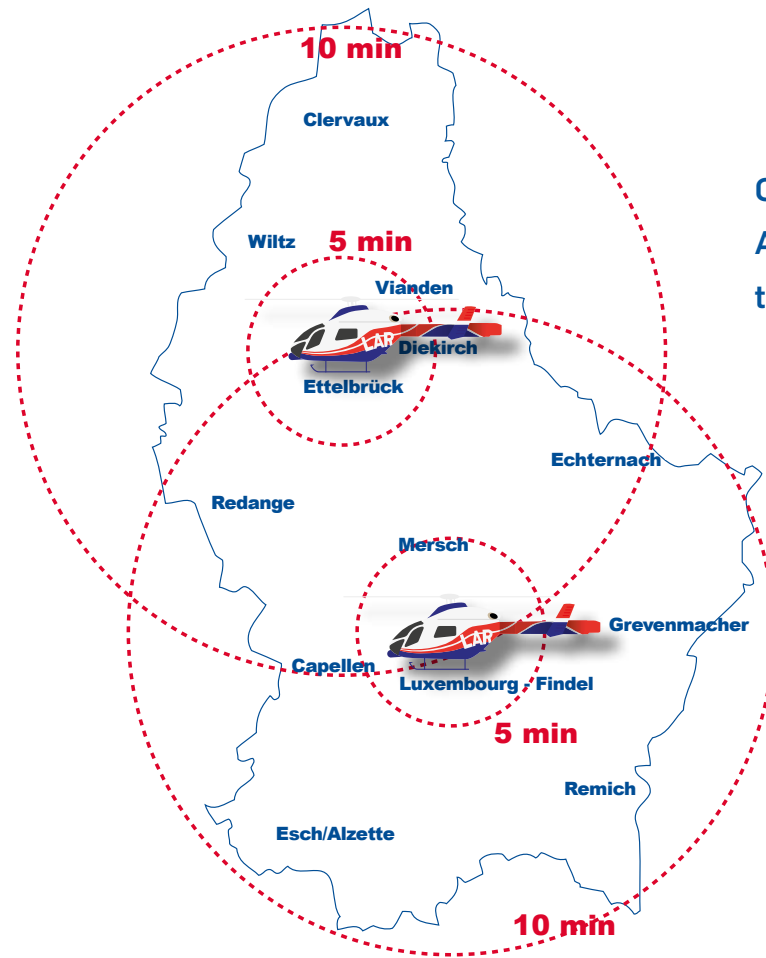 10 min
Clervaux
C
A
t
Wiltz
5 min
Vianden
LAR
Diekirch
Ettelbrück
Echternach
Redange
Mersch
LAR
Grevenmacher
Capellen
Luxembourg - Findel
5 min
Remich
Esch/Alzette
10 min